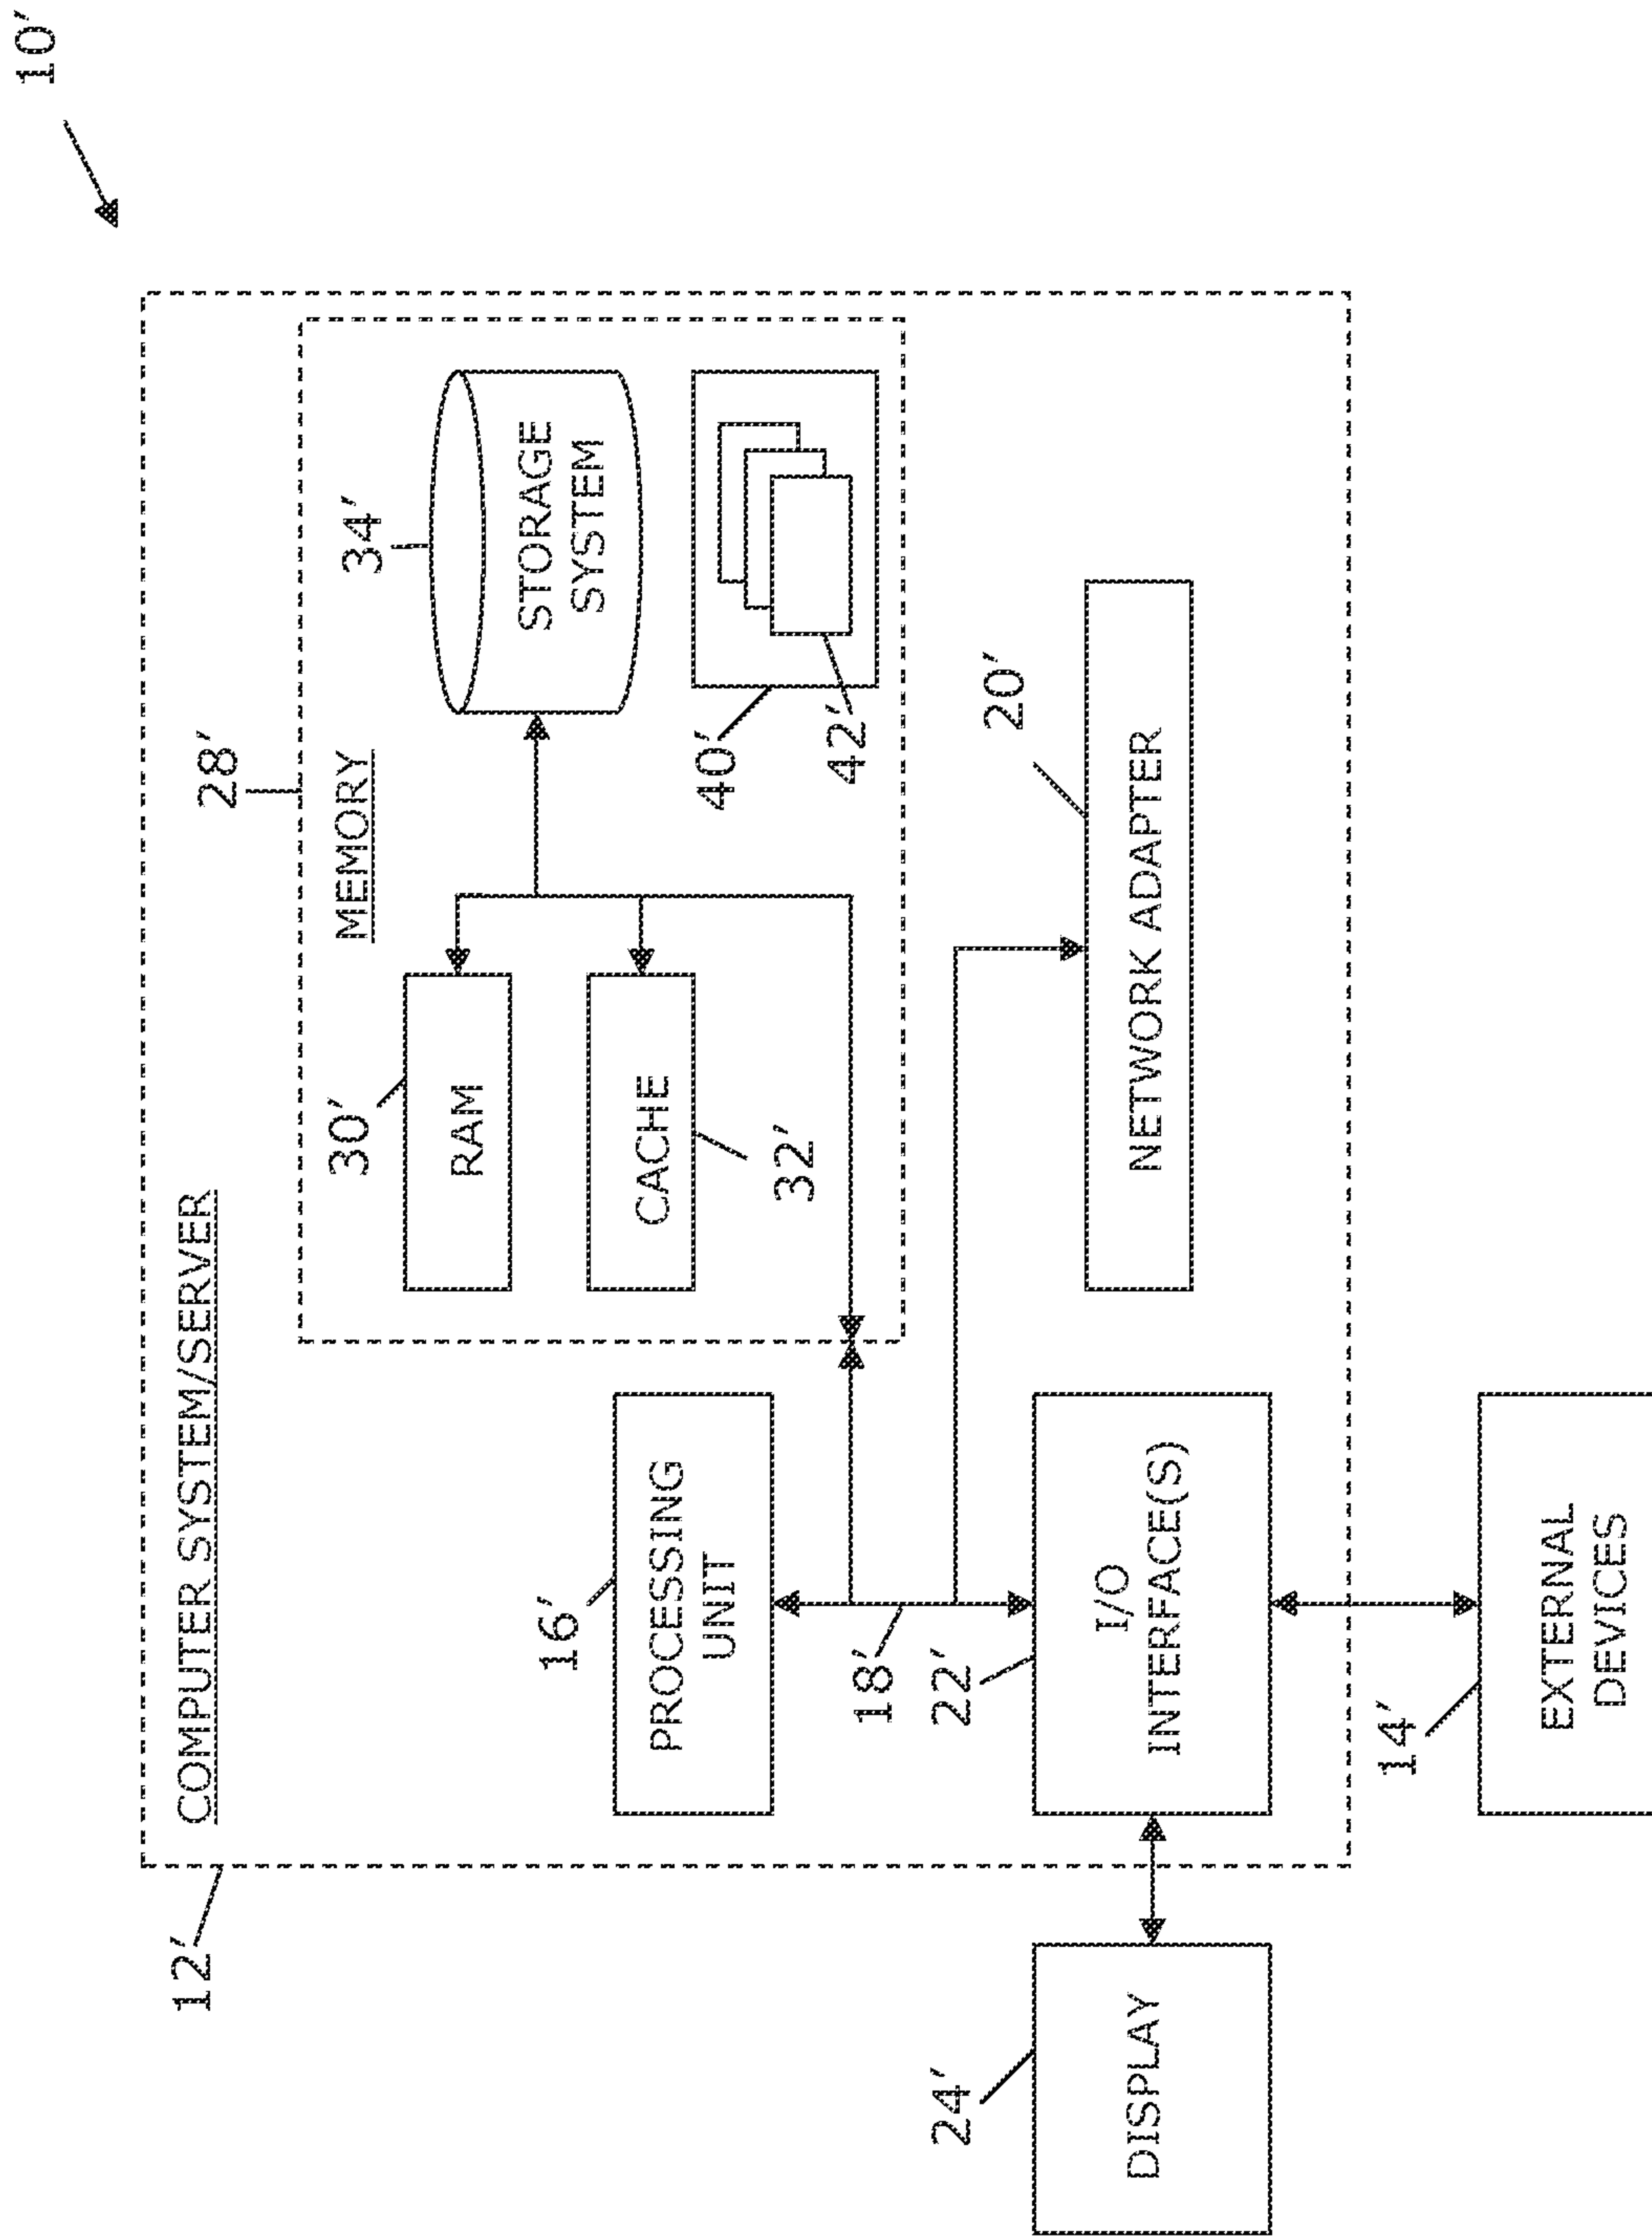 10′
12′
COMPUTER SYSTEM/SERVER
28′
MEMORY
30′
RAM
34′
STORAGE
SYSTEM
16′
PROCESSING
UNIT
CACHE
32′
40′
42′
18′
24′
DISPLAY
22′
I/O
INTERFACE(S)
20′
NETWORK ADAPTER
14′
EXTERNAL
DEVICES